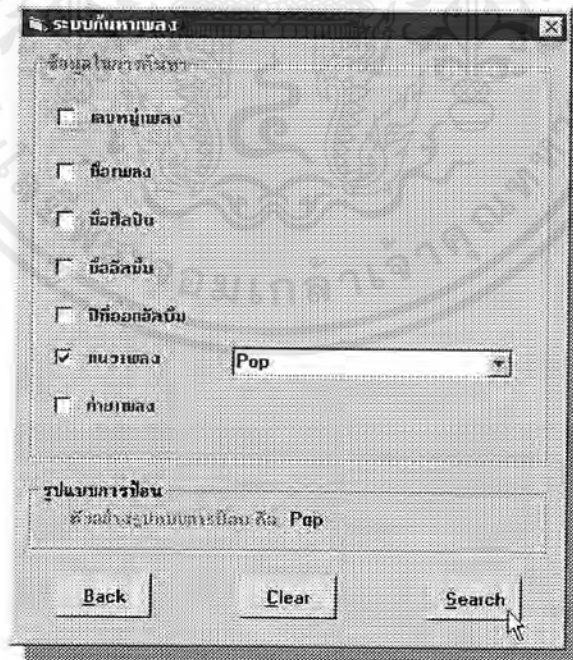 ระบบค้นหาเพลง
ข้อมูลในการค้นหา
เลขหมู่เพลง
ชื่อเพลง
ชื่อศิลปิน
ชื่ออัลบั้ม
ปีที่ออกอัลบั้ม
แนวเพลง Pop
ค่ายเพลง
รูปแบบการป้อน
ตัวอย่างรูปแบบการป้อน คือ Pop
Back Clear Search